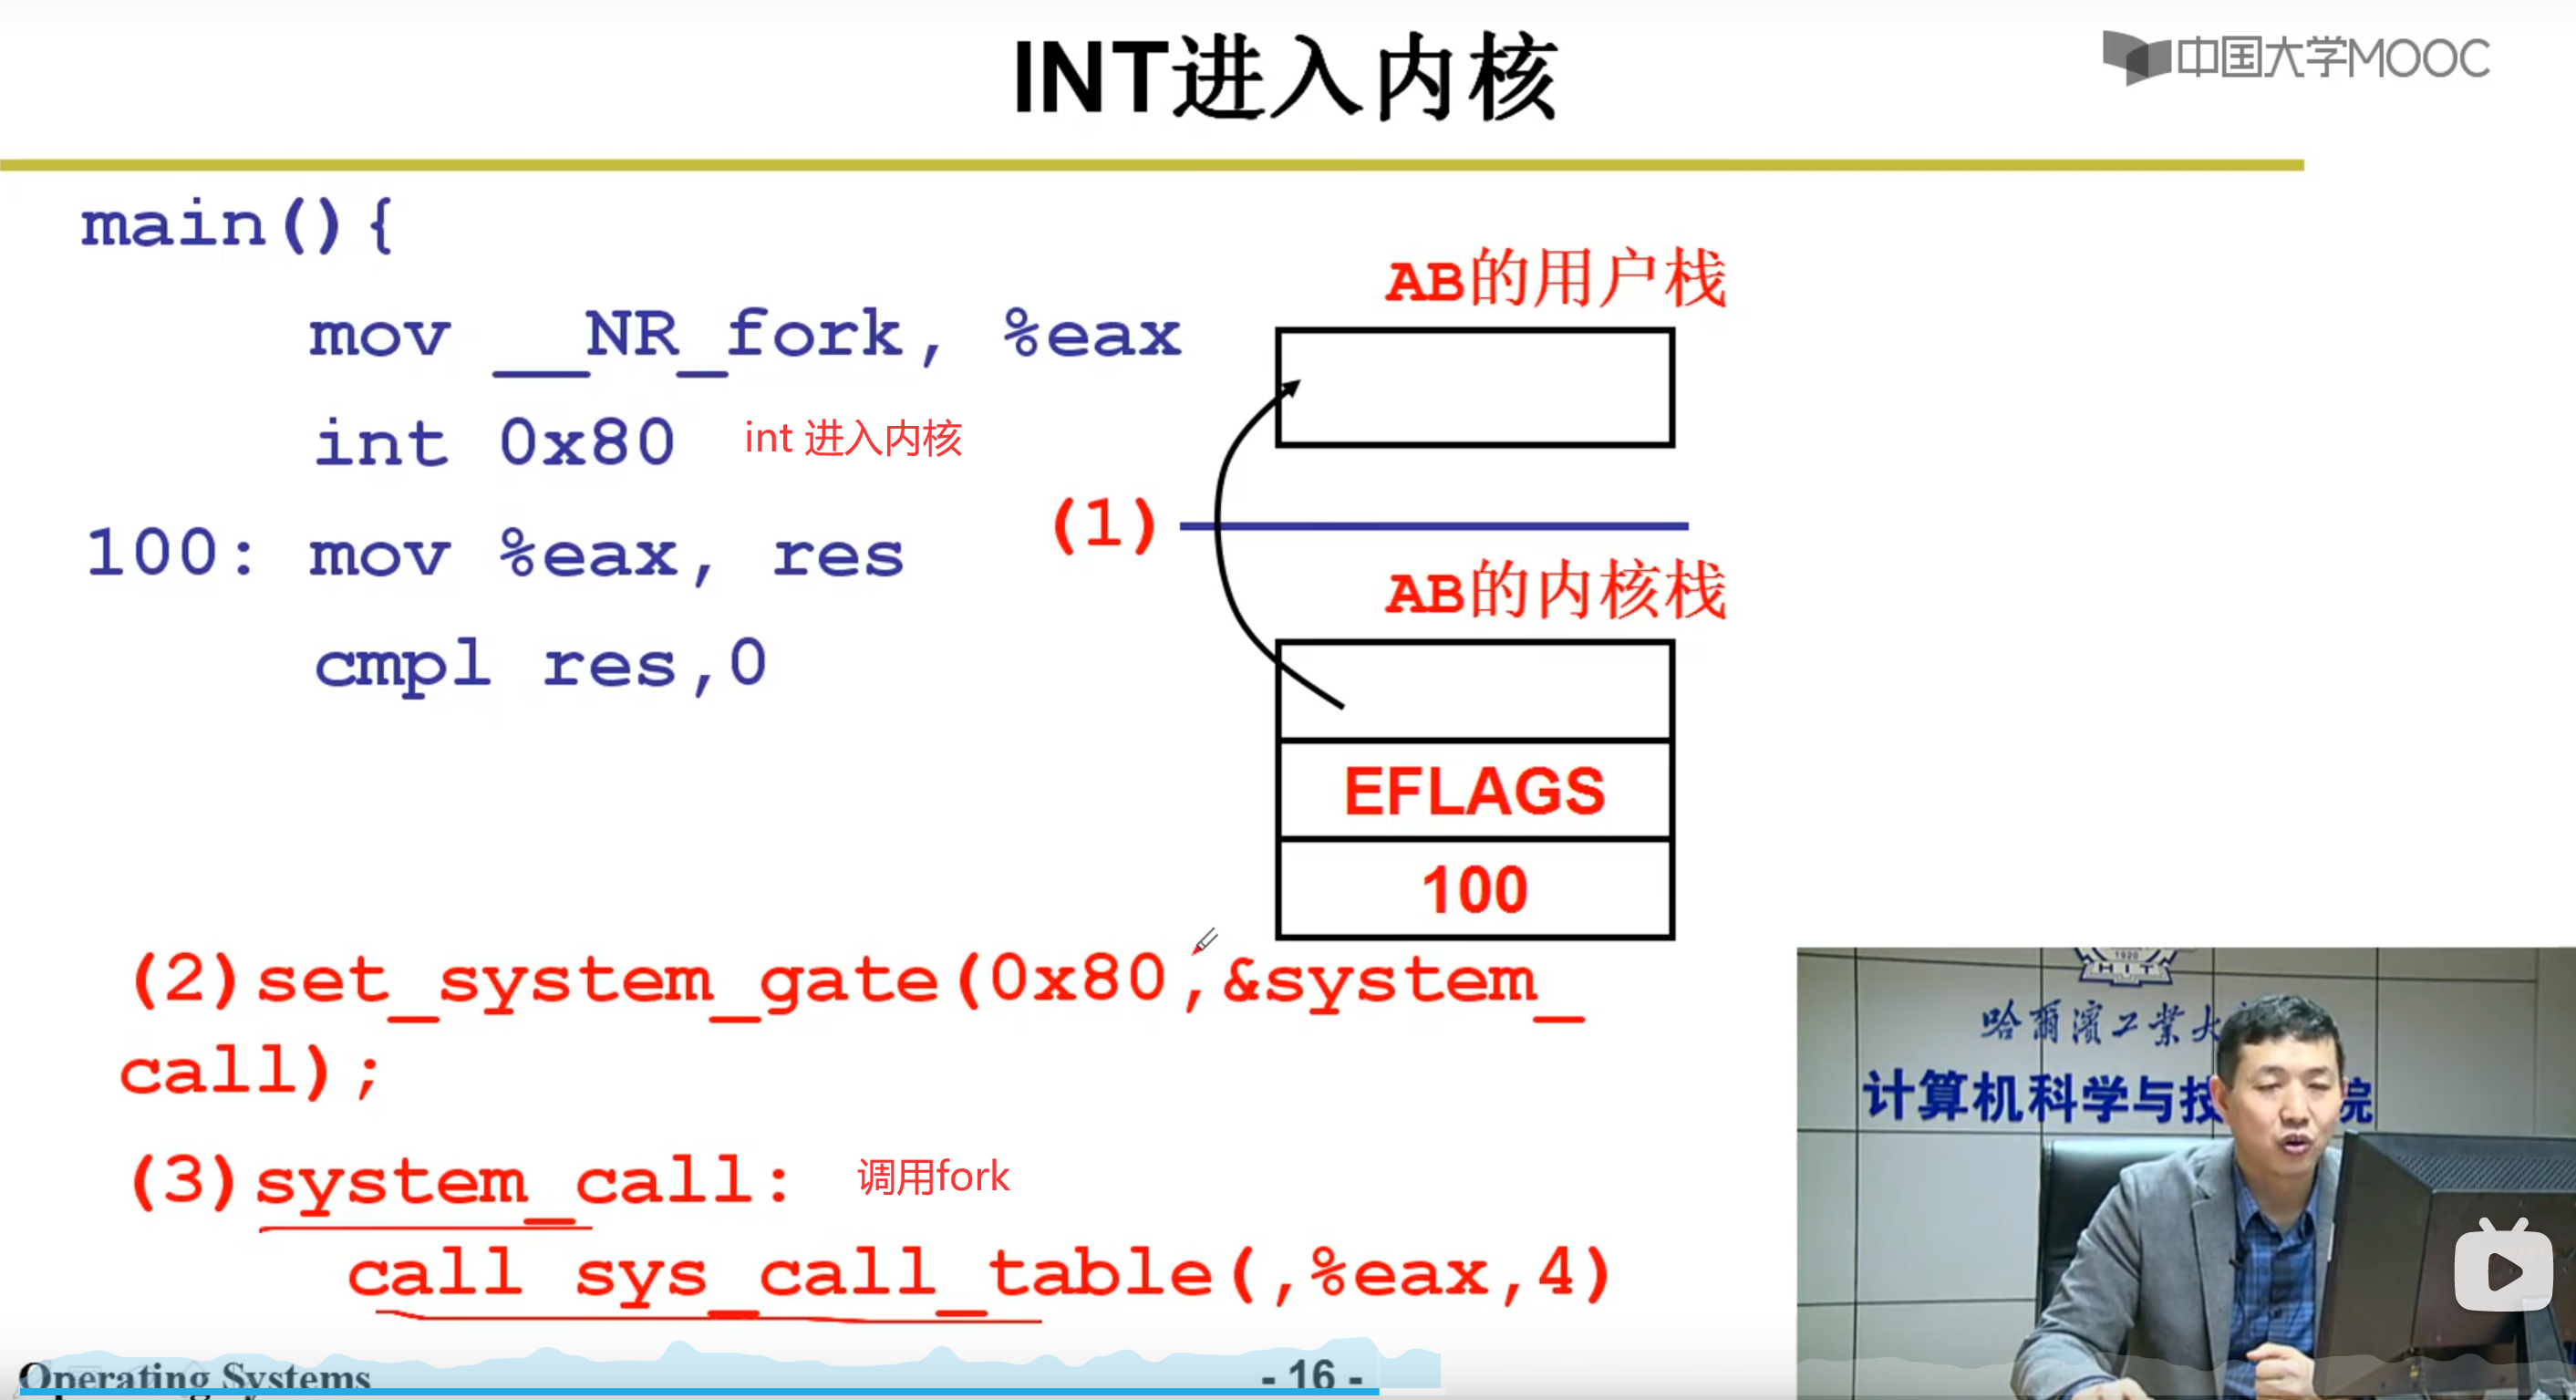 INT进入内核
中国大学MOOC
main(){
mov __NR_fork, %eax
int 0x80
int 进入内核
100: mov %eax, res
cmpl res,0
AB的用户栈
(1)
AB的内核栈
EFLAGS
100
(2)set_system_gate(0x80,&system_
call);
(3)system_call:
调用fork
call sys_call_table(,%eax,4)
1920
HIT
哈爾濱工業大
计算机科学与技 院
Operating Systems
- 16 -